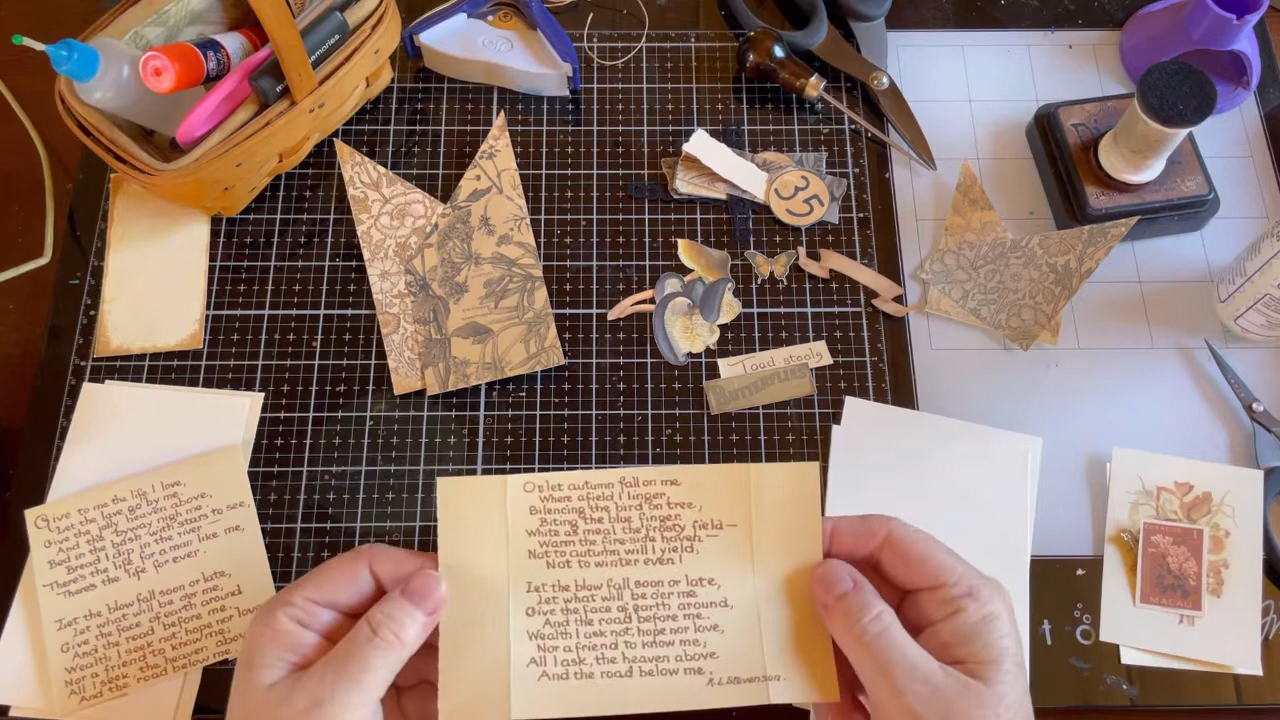 memories.
35
Toad-stools
BUTTERFLIES
Give to me the life I love,
Let the lave go by me,
Give the jolly heaven above,
And the byway nigh me.
Bed in the bush with stars to see,
Bread I dip in the river —
There's the life for a man like me,
There's the life for ever.
Let the blow fall soon or late,
Let what will be o'er me
Give the face of earth around
And the road before me.
Wealth I seek not, hope nor love
Nor a friend to know me;
All I seek, the heaven above
And the road below me
Or let autumn fall on me
Where afield I linger,
Bilencing the bird on tree,
Biting the blue finger.
White as meal the frosty field —
Warm the fire-side haven —
Not to autumn will I yield,
Not to winter even!
Let the blow fall soon or late,
Let what will be o'er me
Give the face of earth around,
And the road before me.
Wealth I ask not, hope nor love,
Nor a friend to know me;
All I ask, the heaven above
And the road below me.
R. L. Stevenson.
1
MACAU